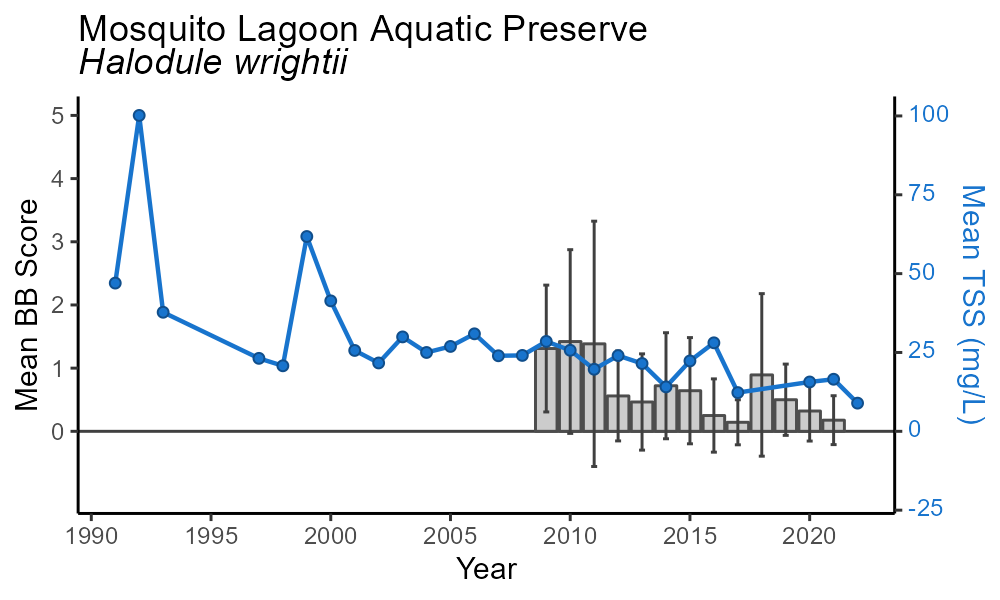 Mosquito Lagoon Aquatic Preserve
Halodule wrightii
Mean BB Score
5
4
3
2
1
0
100
75
50
25
0
-25
Mean TSS (mg/L)
1990 1995 2000 2005 2010 2015 2020
Year